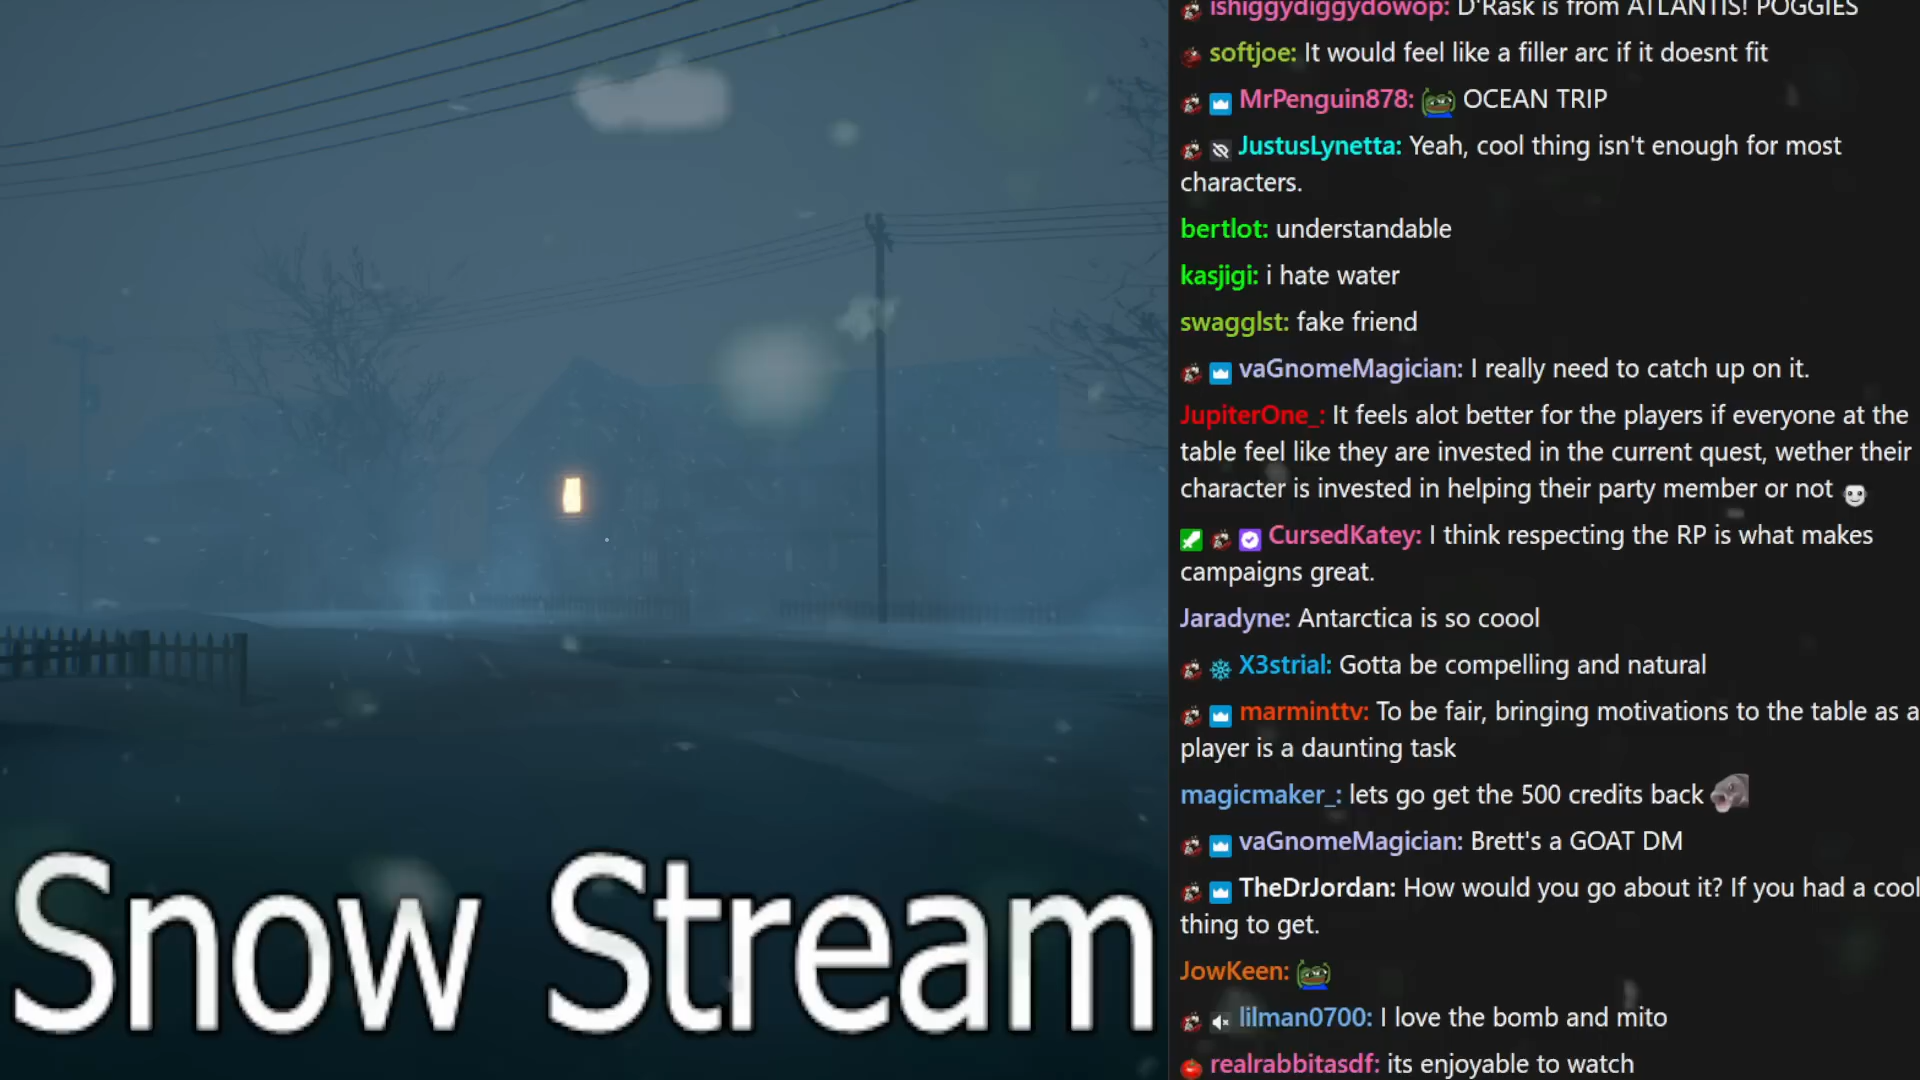 ishiggydiggydowop: D'Rask is from ATLANTIS! POGGIES
softjoe: It would feel like a filler arc if it doesnt fit
MrPenguin878: OCEAN TRIP
JustusLynetta: Yeah, cool thing isn't enough for most
characters.
bertlot: understandable
kasjigi: i hate water
swagglst: fake friend
vaGnomeMagician: I really need to catch up on it.
JupiterOne_: It feels alot better for the players if everyone at the
table feel like they are invested in the current quest, wether their
character is invested in helping their party member or not
CursedKatey: I think respecting the RP is what makes
campaigns great.
Jaradyne: Antarctica is so coool
X3strial: Gotta be compelling and natural
marminttv: To be fair, bringing motivations to the table as a
player is a daunting task
magicmaker_: lets go get the 500 credits back
vaGnomeMagician: Brett's a GOAT DM
TheDrJordan: How would you go about it? If you had a cool
thing to get.
JowKeen:
lilman0700: I love the bomb and mito
realrabbitasdf: its enjoyable to watch
Snow Stream